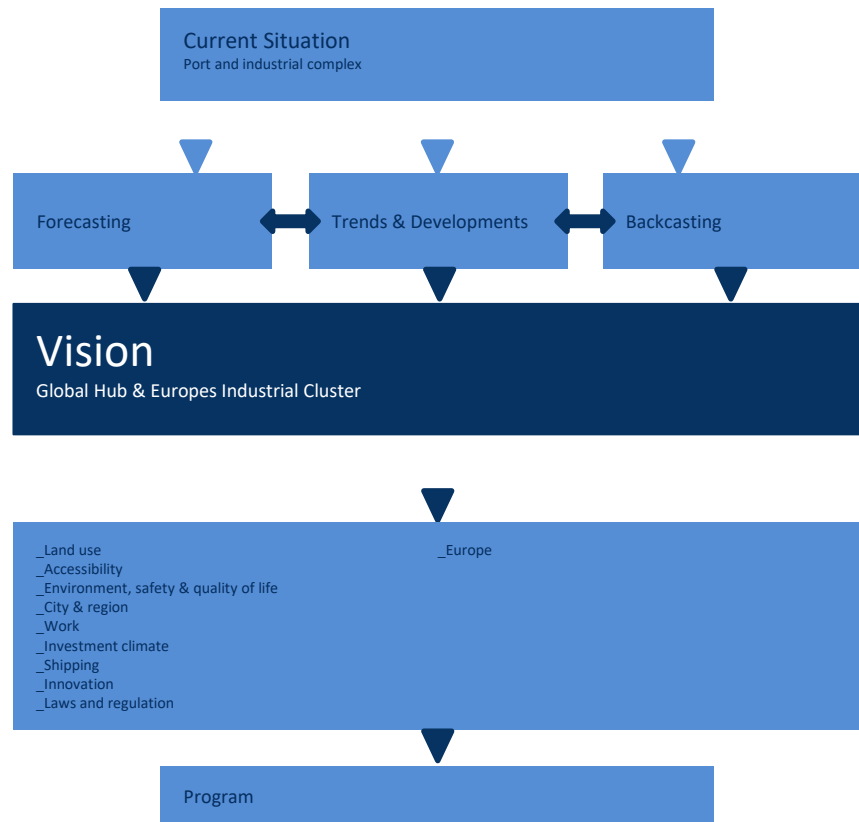 Current Situation
Port and industrial complex
Forecasting
Trends & Developments
Backcasting
Vision
Global Hub & Europes Industrial Cluster
_Land use
_Accessibility
_Environment, safety & quality of life
_City & region
_Work
_Investment climate
_Shipping
_Innovation
_Laws and regulation
_Europe
Program